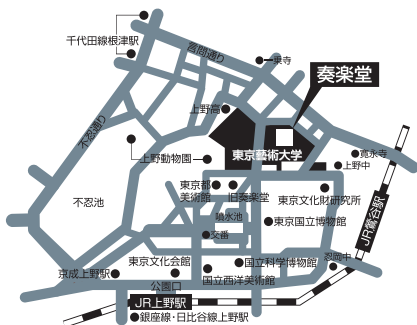 千代田線根津駅
言問通り
一乗寺
奏楽堂
不忍通り
上野高
東京藝術大学
寛永寺
上野中
上野動物園
東京都
美術館
旧奏楽堂
東京文化財研究所
不忍池
噴水池
東京国立博物館
JR鶯谷駅
交番
東京文化会館
国立科学博物館
忍岡中
京成上野駅
国立西洋美術館
公園口
JR上野駅
銀座線・日比谷線上野駅